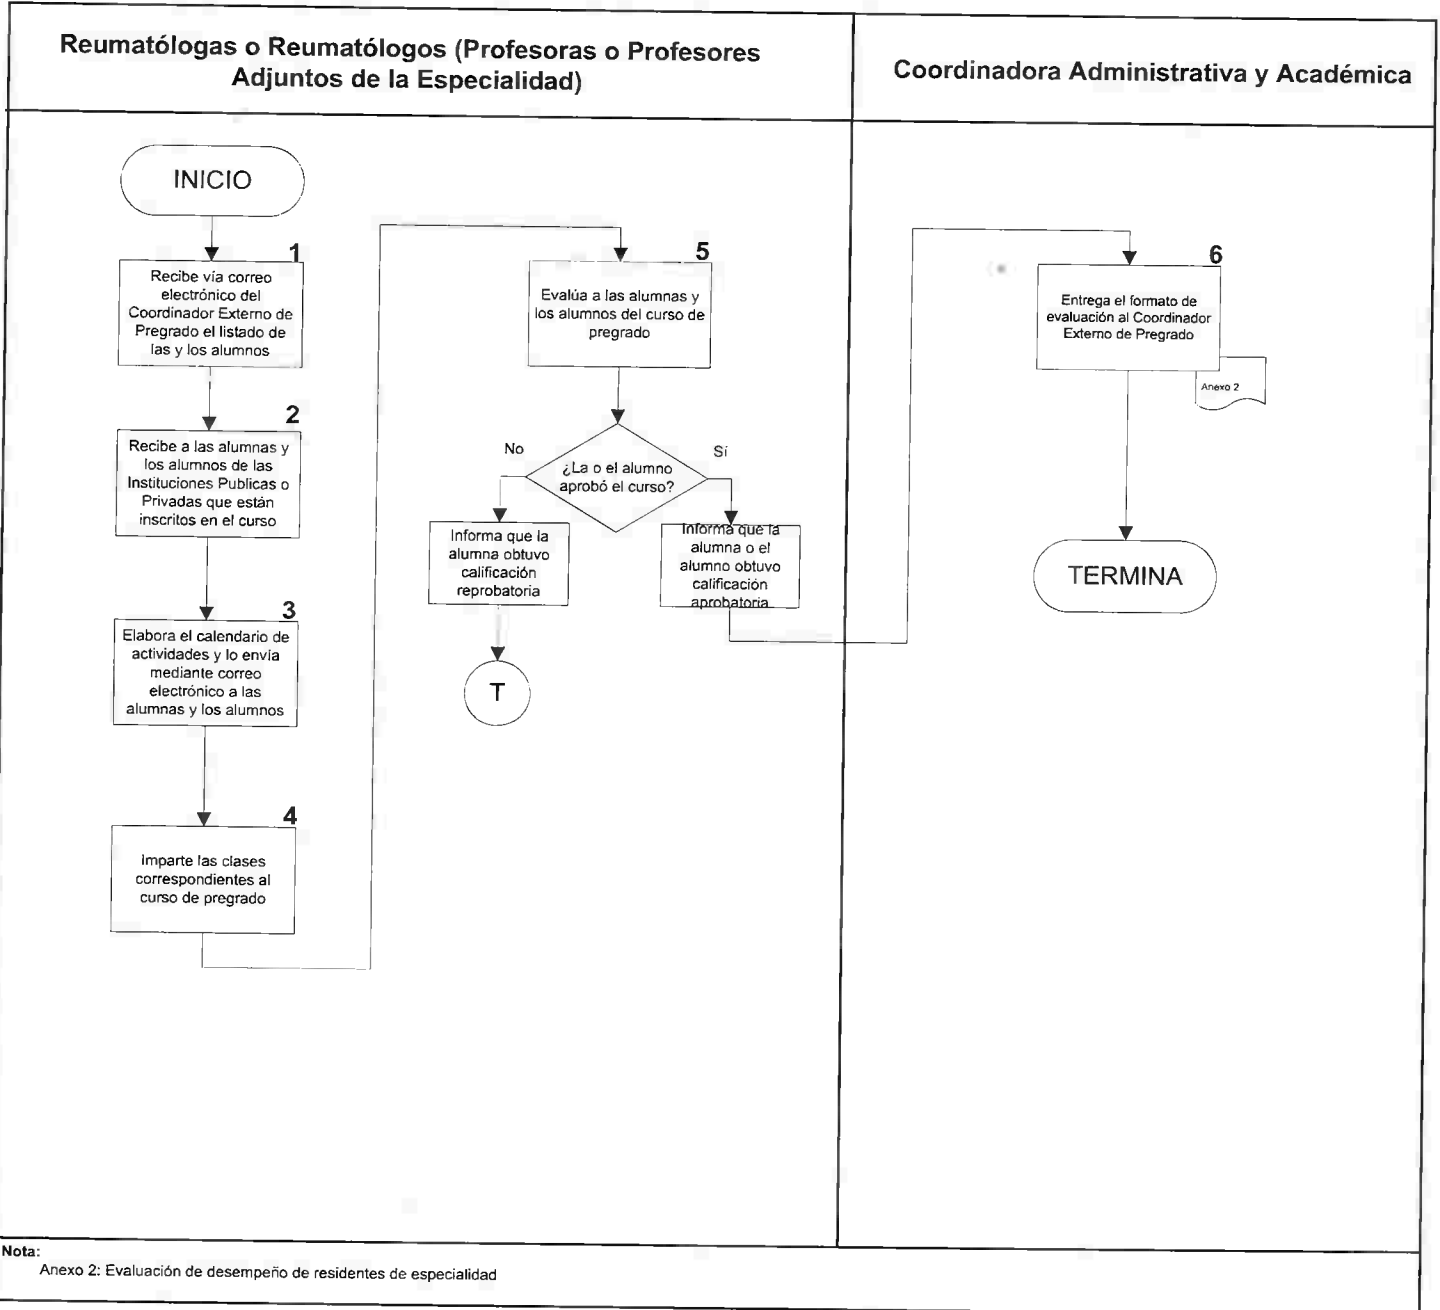 Reumatólogas o Reumatólogos (Profesoras o Profesores
Adjuntos de la Especialidad)
Coordinadora Administrativa y Académica
INICIO
1
Recibe vía correo
electrónico del
Coordinador Externo de
Pregrado el listado de
las y los alumnos
2
Recibe a las alumnas y
los alumnos de las
Instituciones Publicas o
Privadas que están
inscritos en el curso
3
Elabora el calendario de
actividades y lo envía
mediante correo
electrónico a las
alumnas y los alumnos
4
Imparte las clases
correspondientes al
curso de pregrado
5
Evalúa a las alumnas y
los alumnos del curso de
pregrado
¿La o el alumno
aprobó el curso?
No
Sí
Informa que la
alumna obtuvo
calificación
reprobatoria
T
Informa que la
alumna o el
alumno obtuvo
calificación
aprobatoria
6
Entrega el formato de
evaluación al Coordinador
Externo de Pregrado
Anexo 2
TERMINA
Nota:
Anexo 2: Evaluación de desempeño de residentes de especialidad